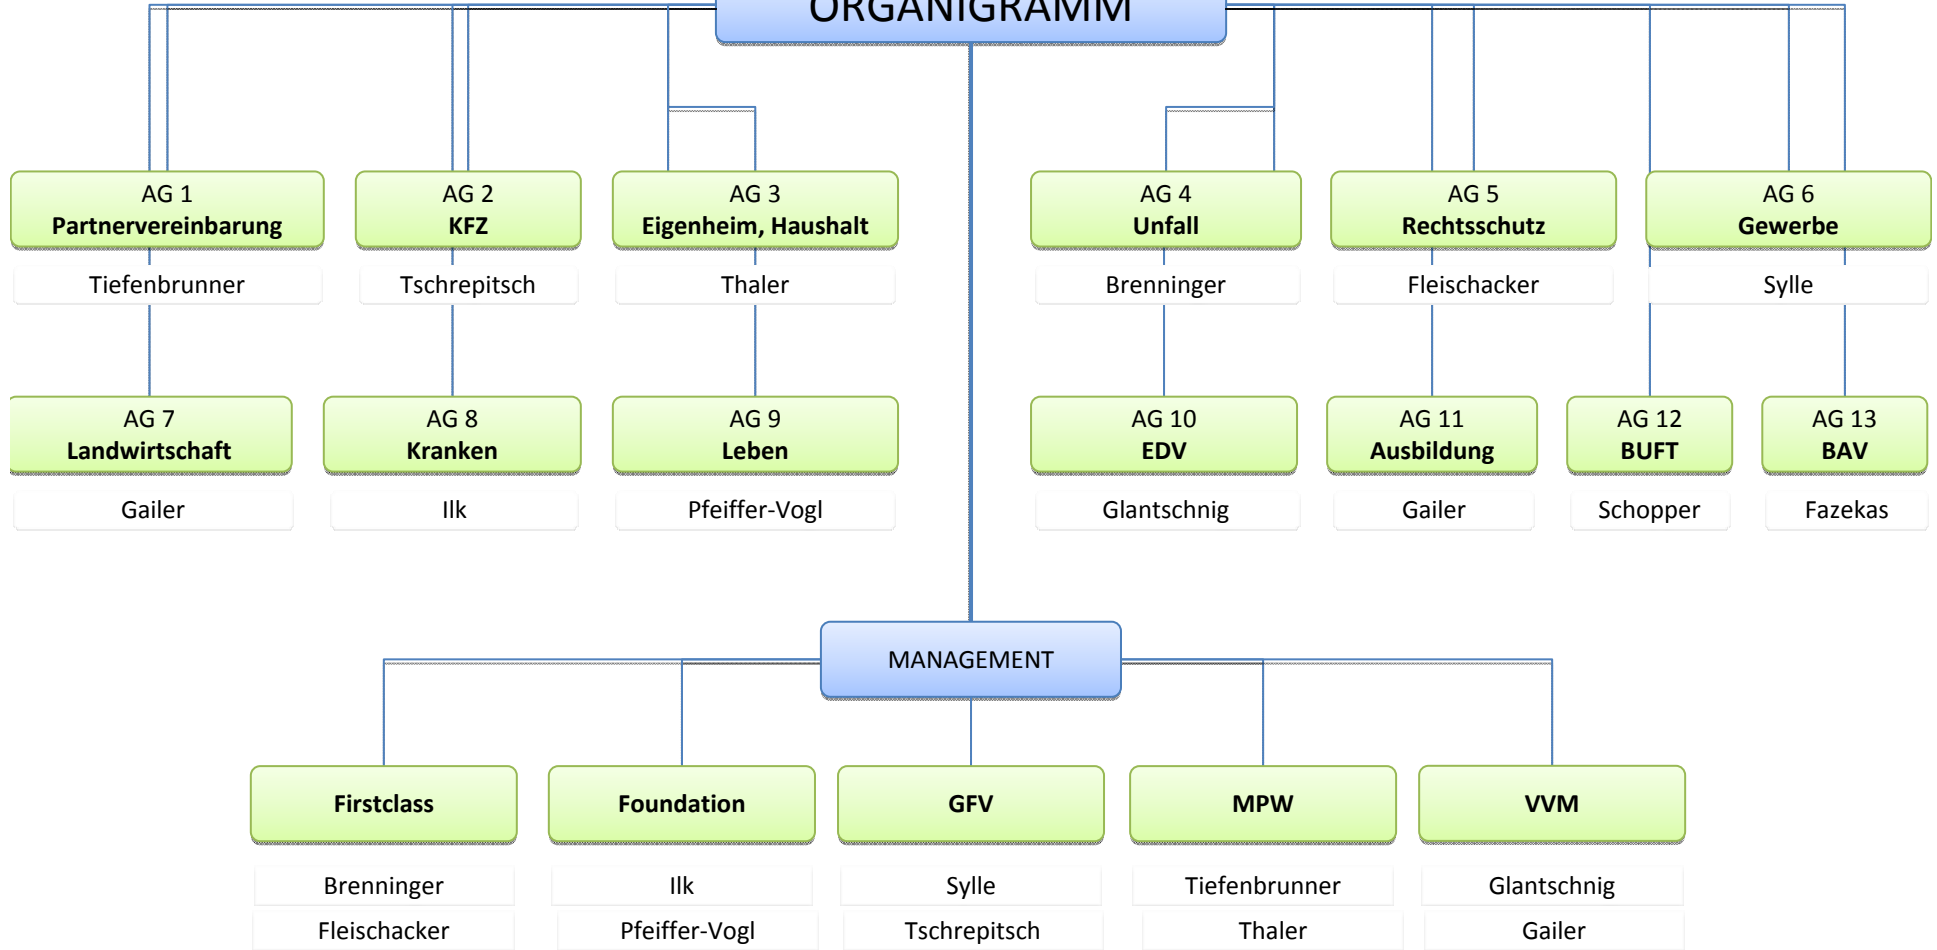 ORGANIGRAMM
AG 1
Partnervereinbarung
Tiefenbrunner
AG 2
KFZ
Tschrepitsch
AG 3
Eigenheim, Haushalt
Thaler
AG 4
Unfall
Brenninger
AG 5
Rechtsschutz
Fleischacker
AG 6
Gewerbe
Sylle
AG 7
Landwirtschaft
Gailer
AG 8
Kranken
Ilk
AG 9
Leben
Pfeiffer-Vogl
AG 10
EDV
Glantschnig
AG 11
Ausbildung
Gailer
AG 12
BUFT
Schopper
AG 13
BAV
Fazekas
MANAGEMENT
Firstclass
Brenninger
Fleischacker
Foundation
Ilk
Pfeiffer-Vogl
GFV
Sylle
Tschrepitsch
MPW
Tiefenbrunner
Thaler
VVM
Glantschnig
Gailer